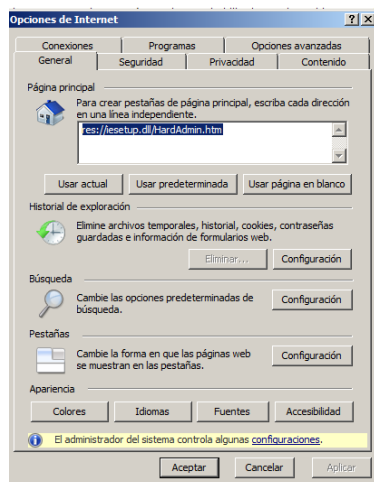 Opciones de Internet
Conexiones Programas Opciones avanzadas
General Seguridad Privacidad Contenido
Página principal
Para crear pestañas de página principal, escriba cada dirección
en una línea independiente.
res://iesetup.dll/HardAdmin.htm
Usar actual Usar predeterminada Usar página en blanco
Historial de exploración
Elimine archivos temporales, historial, cookies, contraseñas
guardadas e información de formularios web.
Eliminar... Configuración
Búsqueda
Cambie las opciones predeterminadas de
búsqueda.
Configuración
Pestañas
Cambie la forma en que las páginas web
se muestran en las pestañas.
Configuración
Apariencia
Colores Idiomas Fuentes Accesibilidad
El administrador del sistema controla algunas configuraciones.
Aceptar Cancelar Aplicar